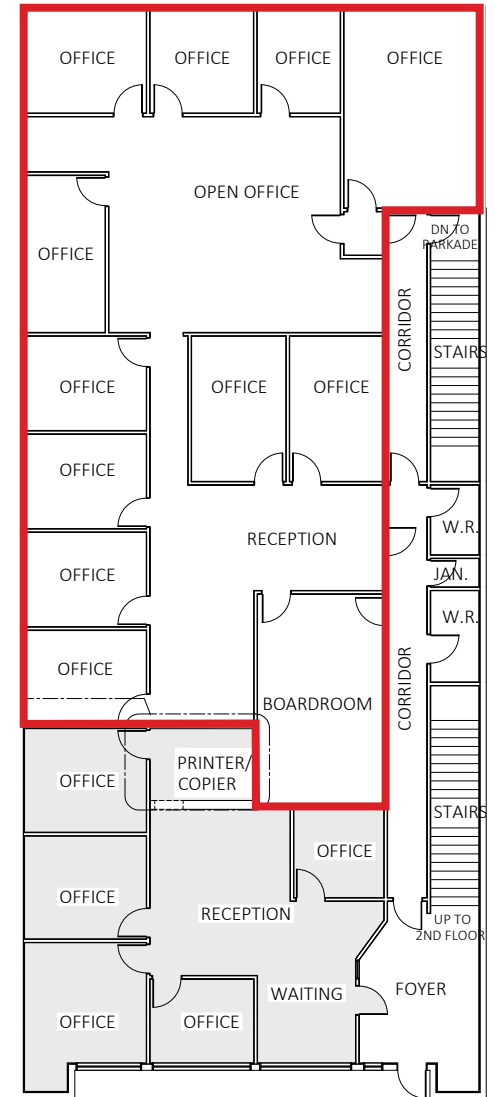 OFFICE
OFFICE
OFFICE
OFFICE
OPEN OFFICE
DN TO
PARKADE
OFFICE
CORRIDOR
STAIRS
OFFICE
OFFICE
OFFICE
OFFICE
W.R.
RECEPTION
OFFICE
JAN.
W.R.
OFFICE
BOARDROOM
CORRIDOR
PRINTER/
COPIER
OFFICE
STAIRS
OFFICE
OFFICE
RECEPTION
UP TO
2ND FLOOR
WAITING
FOYER
OFFICE
OFFICE